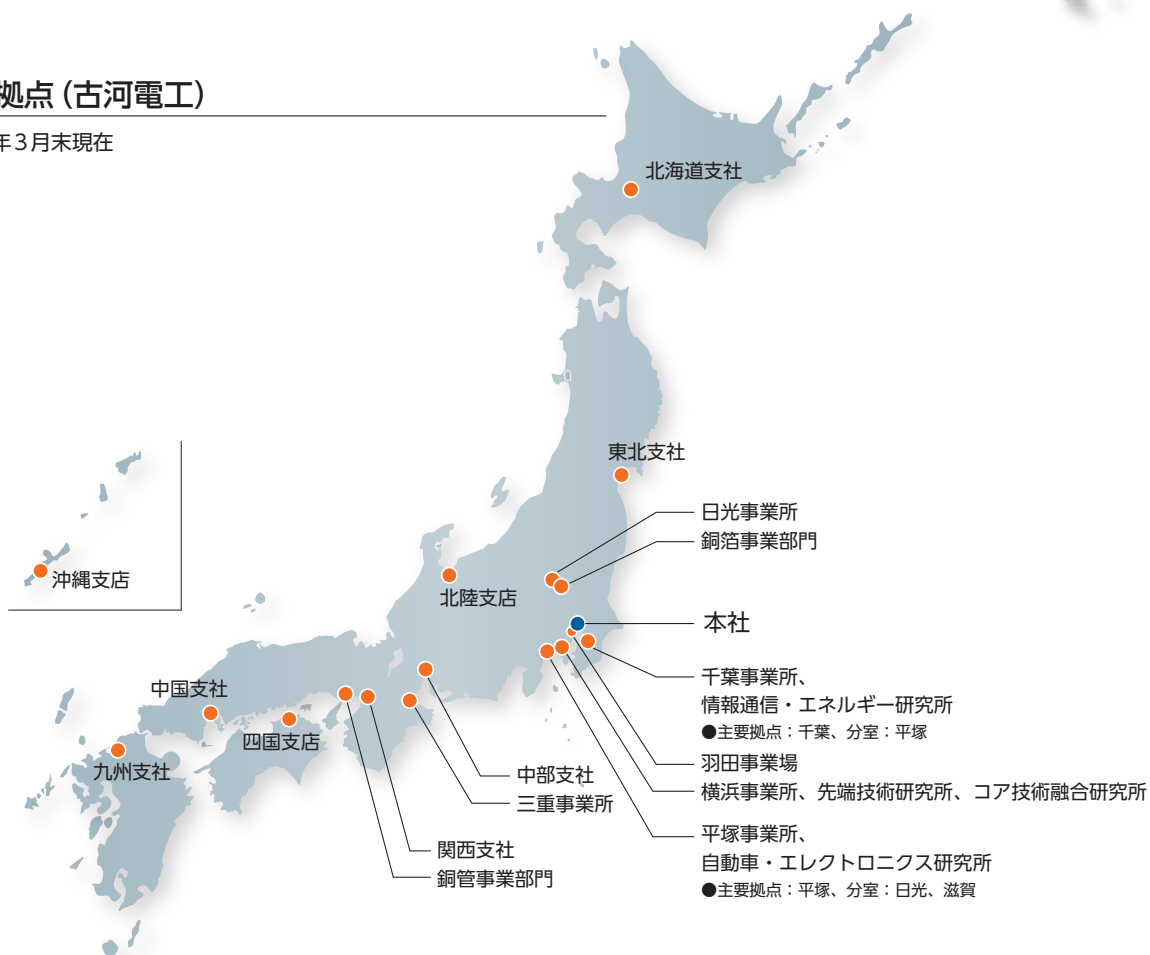 拠点（古河電工）
年３月末現在
北海道支社
東北支社
日光事業所
銅箔事業部門
沖縄支店
北陸支店
本社
千葉事業所、
情報通信・エネルギー研究所
●主要拠点：千葉、分室：平塚
中国支社
四国支店
九州支社
羽田事業場
中部支社
横浜事業所、先端技術研究所、コア技術融合研究所
三重事業所
平塚事業所、
自動車・エレクトロニクス研究所
●主要拠点：平塚、分室：日光、滋賀
関西支社
銅管事業部門